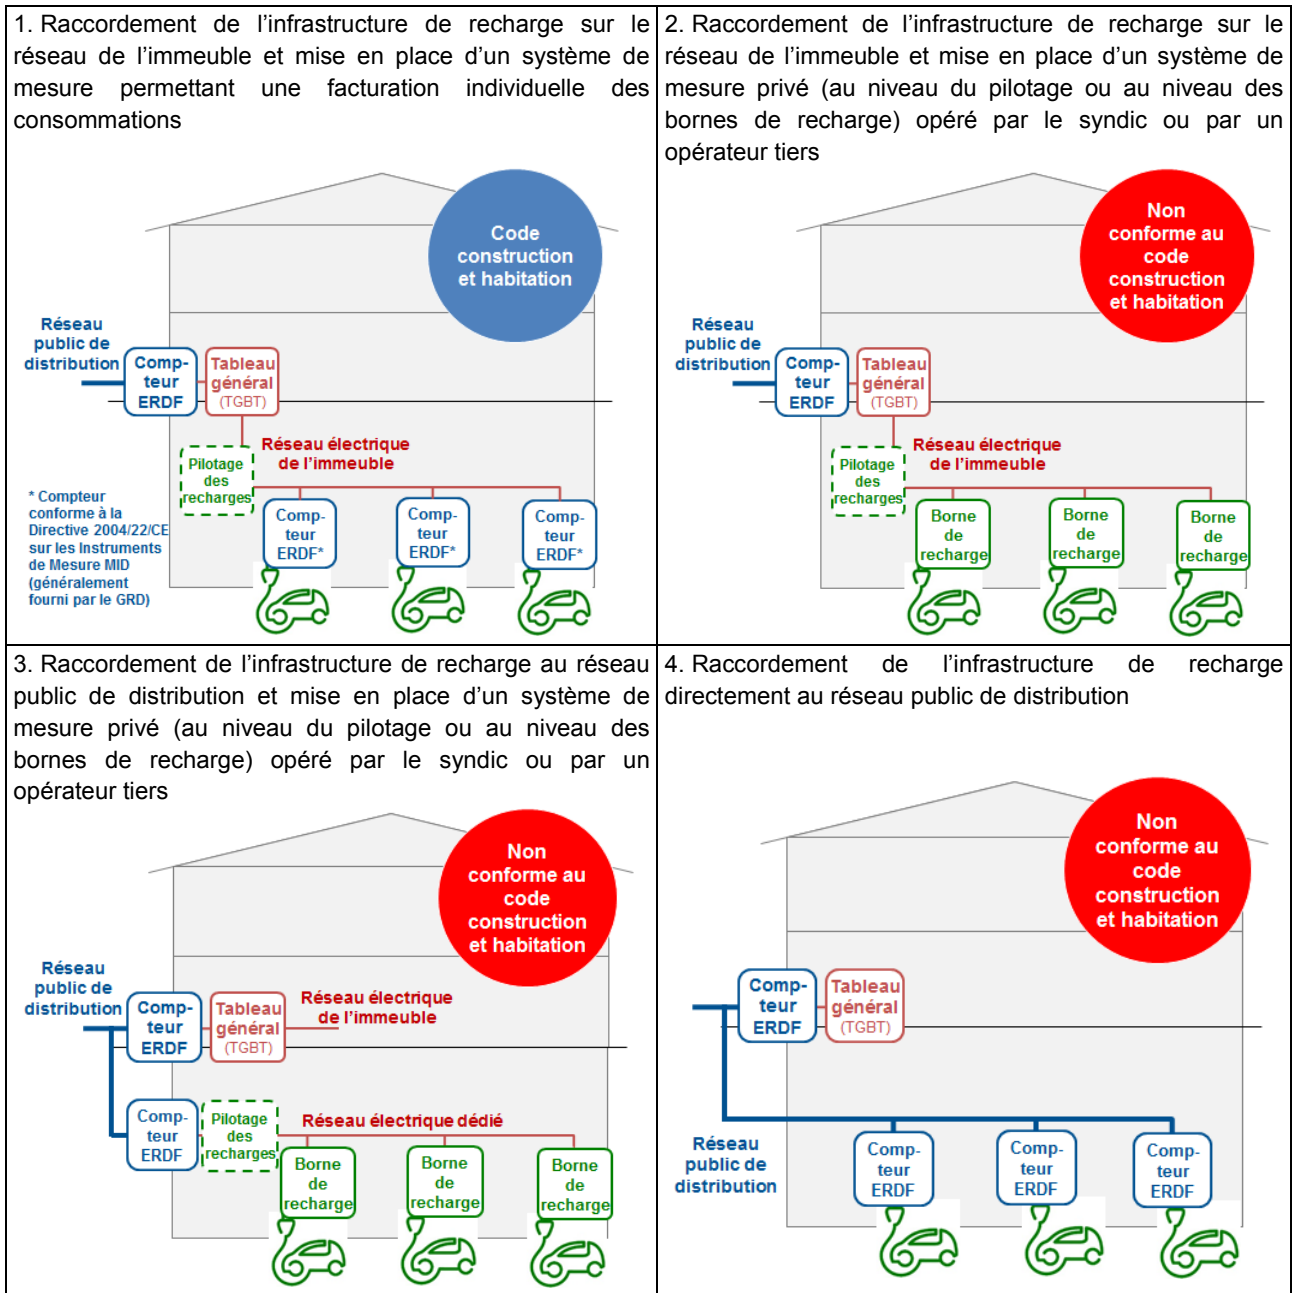 1. Raccordement de l’infrastructure de recharge sur le
réseau de l’immeuble et mise en place d’un système de
mesure permettant une facturation individuelle des
consommations
Code
construction
et habitation
Réseau
public de
distribution
Comp-
teur
ERDF
Tableau
général
(TGBT)
Réseau électrique
de l’immeuble
Pilotage
des
recharges
* Compteur
conforme à la
Directive 2004/22/CE
sur les Instruments
de Mesure MID
(généralement
fourni par le GRD)
Comp-
teur
ERDF*
Comp-
teur
ERDF*
Comp-
teur
ERDF*
2. Raccordement de l’infrastructure de recharge sur le
réseau de l’immeuble et mise en place d’un système de
mesure privé (au niveau du pilotage ou au niveau des
bornes de recharge) opéré par le syndic ou par un
opérateur tiers
Non
conforme au
code
construction
et habitation
Réseau
public de
distribution
Comp-
teur
ERDF
Tableau
général
(TGBT)
Réseau électrique
de l’immeuble
Pilotage
des
recharges
Borne
de
recharge
Borne
de
recharge
Borne
de
recharge
3. Raccordement de l’infrastructure de recharge au réseau
public de distribution et mise en place d’un système de
mesure privé (au niveau du pilotage ou au niveau des
bornes de recharge) opéré par le syndic ou par un
opérateur tiers
Non
conforme au
code
construction
et habitation
Réseau
public de
distribution
Comp-
teur
ERDF
Tableau
général
(TGBT)
Réseau électrique
de l’immeuble
Comp-
teur
ERDF
Pilotage
des
recharges
Réseau électrique dédié
Borne
de
recharge
Borne
de
recharge
Borne
de
recharge
4. Raccordement de l’infrastructure de recharge
directement au réseau public de distribution
Non
conforme au
code
construction
et habitation
Comp-
teur
ERDF
Tableau
général
(TGBT)
Réseau
public de
distribution
Comp-
teur
ERDF
Comp-
teur
ERDF
Comp-
teur
ERDF